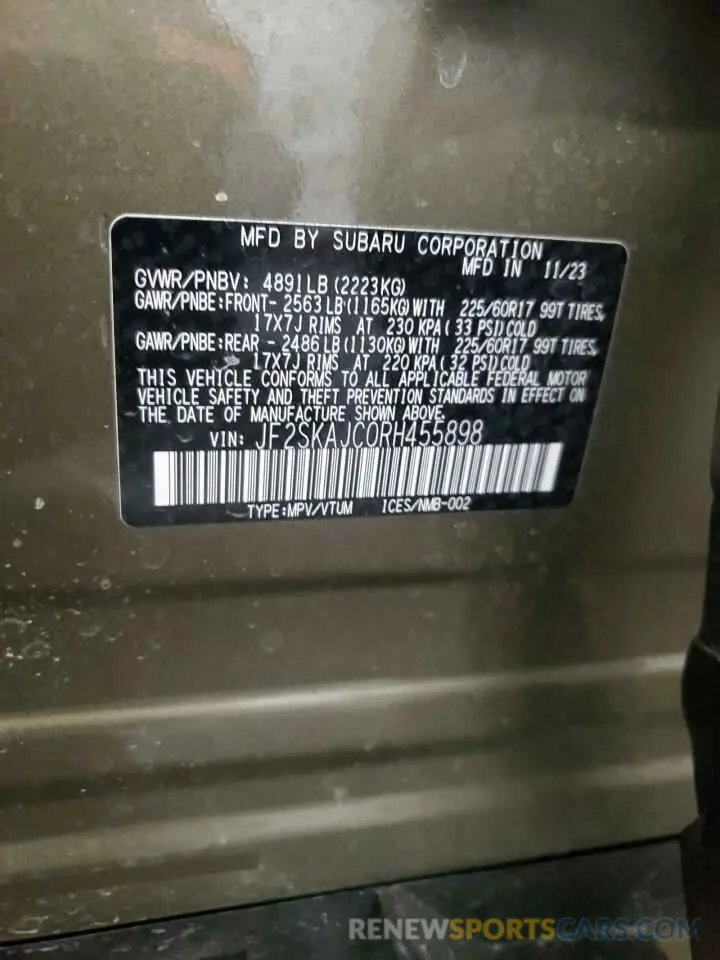 MFD BY SUBARU CORPORATION
MFD IN 11/23
GVWR/PNBV: 4891LB (2223KG)
GAWR/PNBE:FRONT- 2563LB(1165KG)WITH 225/60R17 99T TIRES,
17X7J RIMS AT 230 KPA( 33 PSI)COLD
GAWR/PNBE:REAR - 2486LB(1130KG)WITH 225/60R17 99T TIRES,
17X7J RIMS AT 220 KPA( 32 PSI)COLD
THIS VEHICLE CONFORMS TO ALL APPLICABLE FEDERAL MOTOR
VEHICLE SAFETY AND THEFT PREVENTION STANDARDS IN EFFECT ON
THE DATE OF MANUFACTURE SHOWN ABOVE.
VIN: JF2SKAJC0RH455898
TYPE:MPV/VTUM ICES/NMB-002
RENEWSPORTSCARS.COM